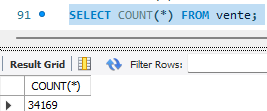 91 SELECT COUNT(*) FROM vente;
Result Grid Filter Rows:
COUNT(*)
34169